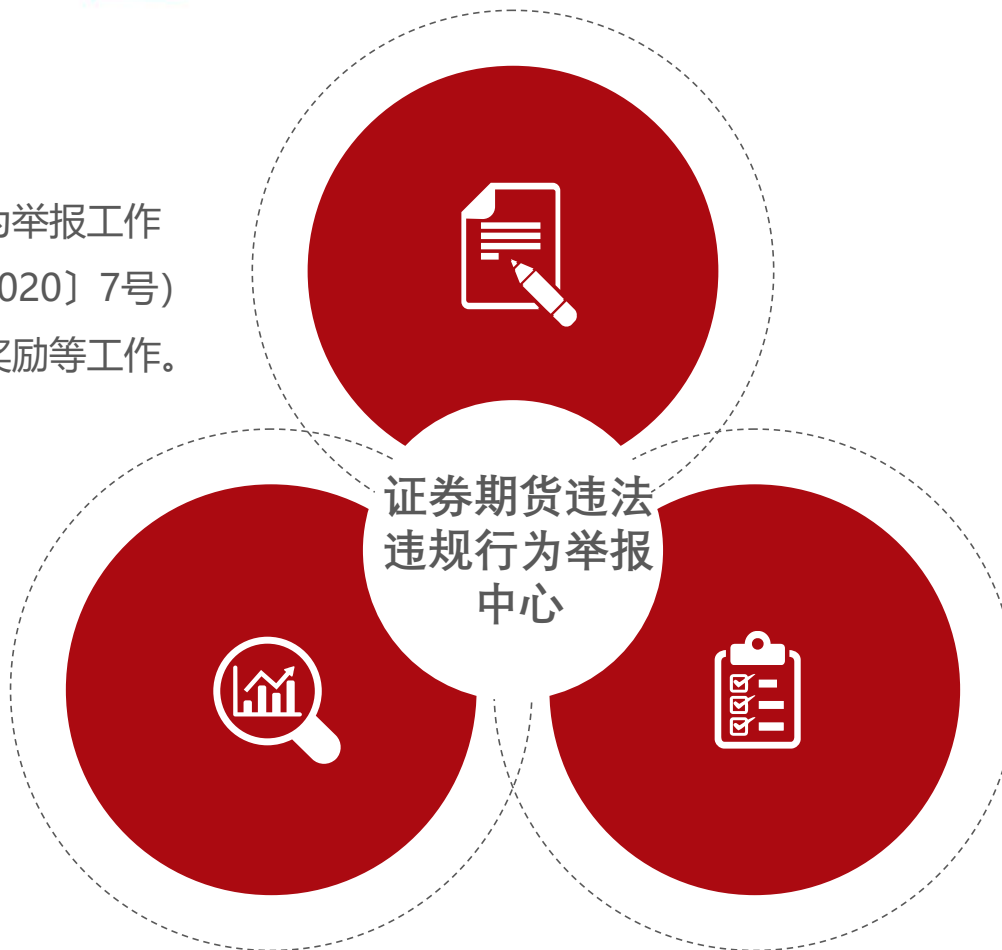 为举报工作
020〕7号）
奖励等工作。
证券期货违法
违规行为举报
中心